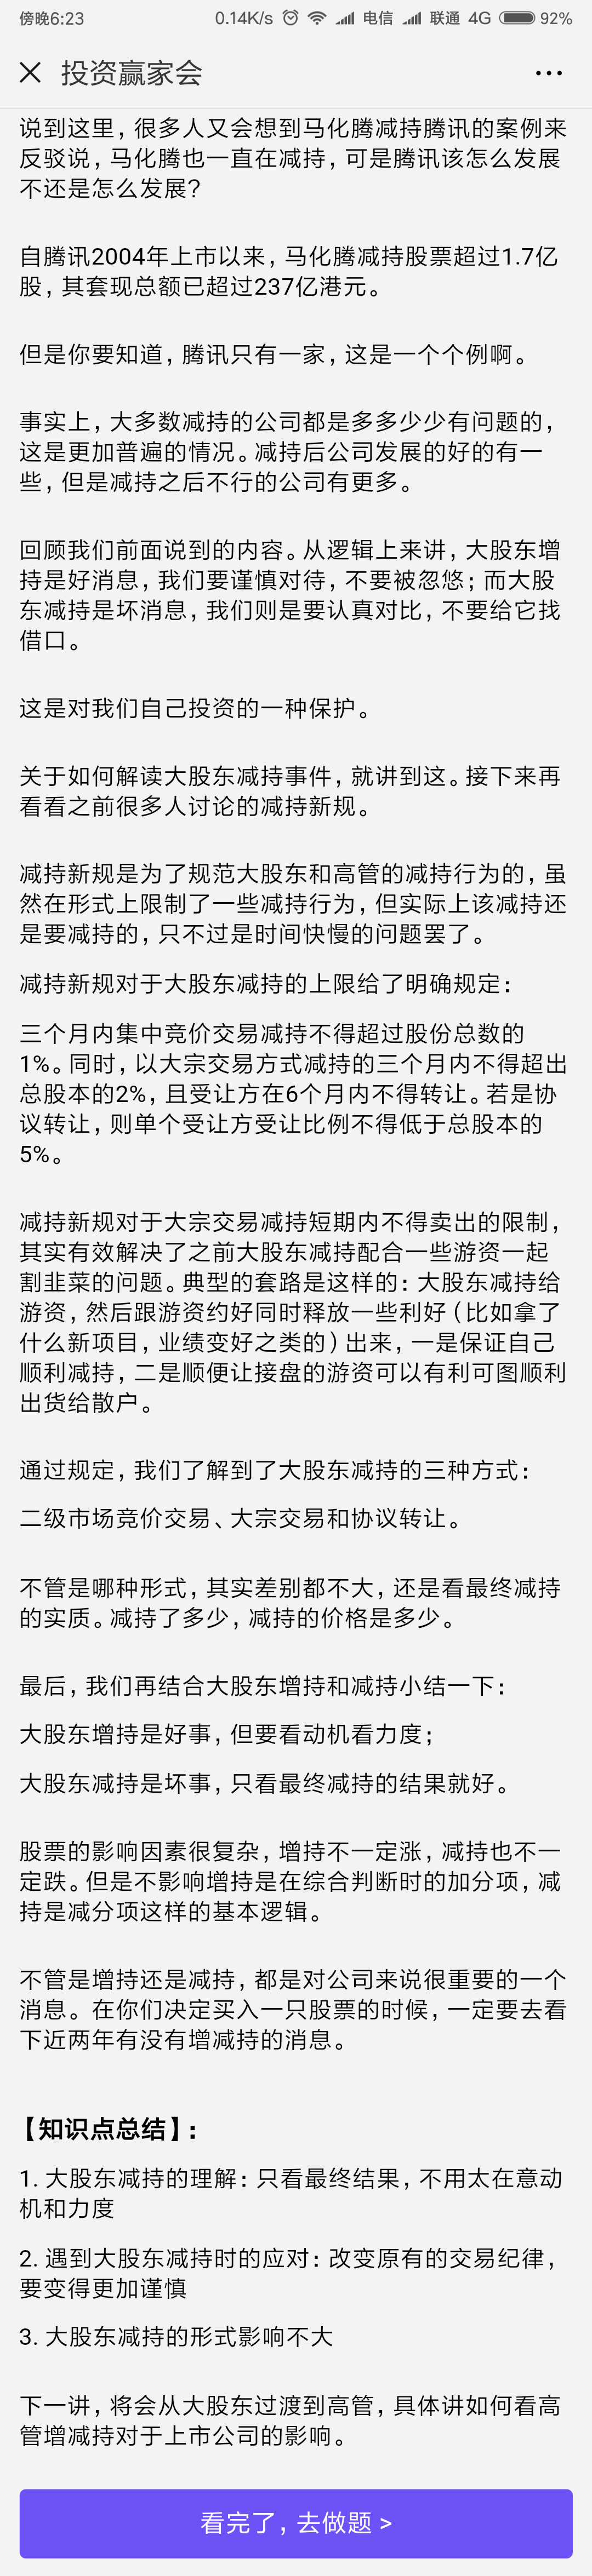 傍晚6:23
0.14K/s
电信
联通 4G
92%
投资赢家会
说到这里，很多人又会想到马化腾减持腾讯的案例来
反驳说，马化腾也一直在减持，可是腾讯该怎么发展
不还是怎么发展？
自腾讯2004年上市以来，马化腾减持股票超过1.7亿
股，其套现总额已超过237亿港元。
但是你要知道，腾讯只有一家，这是一个个例啊。
事实上，大多数减持的公司都是多多少少有问题的，
这是更加普遍的情况。减持后公司发展的好的有一
些，但是减持之后不行的公司有更多。
回顾我们前面说到的内容。从逻辑上来讲，大股东增
持是好消息，我们要谨慎对待，不要被忽悠；而大股
东减持是坏消息，我们则是要认真对比，不要给它找
借口。
这是对我们自己投资的一种保护。
关于如何解读大股东减持事件，就讲到这。接下来再
看看之前很多人讨论的减持新规。
减持新规是为了规范大股东和高管的减持行为的，虽
然在形式上限制了一些减持行为，但实际上该减持还
是要减持的，只不过是时间快慢的问题罢了。
减持新规对于大股东减持的上限给了明确规定：
三个月内集中竞价交易减持不得超过股份总数的
1%。同时，以大宗交易方式减持的三个月内不得超出
总股本的2%，且受让方在6个月内不得转让。若是协
议转让，则单个受让方受让比例不得低于总股本的
5%。
减持新规对于大宗交易减持短期内不得卖出的限制，
其实有效解决了之前大股东减持配合一些游资一起
割韭菜的问题。典型的套路是这样的：大股东减持给
游资，然后跟游资约好同时释放一些利好（比如拿了
什么新项目，业绩变好之类的）出来，一是保证自己
顺利减持，二是顺便让接盘的游资可以有利可图顺利
出货给散户。
通过规定，我们了解到了大股东减持的三种方式：
二级市场竞价交易、大宗交易和协议转让。
不管是哪种形式，其实差别都不大，还是看最终减持
的实质。减持了多少，减持的价格是多少。
最后，我们再结合大股东增持和减持小结一下：
大股东增持是好事，但要看动机看力度；
大股东减持是坏事，只看最终减持的结果就好。
股票的影响因素很复杂，增持不一定涨，减持也不一
定跌。但是不影响增持是在综合判断时的加分项，减
持是减分项这样的基本逻辑。
不管是增持还是减持，都是对公司来说很重要的一个
消息。在你们决定买入一只股票的时候，一定要去看
下近两年有没有增减持的消息。
【知识点总结】：
1. 大股东减持的理解：只看最终结果，不用太在意动
机和力度
2. 遇到大股东减持时的应对：改变原有的交易纪律，
要变得更加谨慎
3. 大股东减持的形式影响不大
下一讲，将会从大股东过渡到高管，具体讲如何看高
管增减持对于上市公司的影响。
看完了，去做题 >